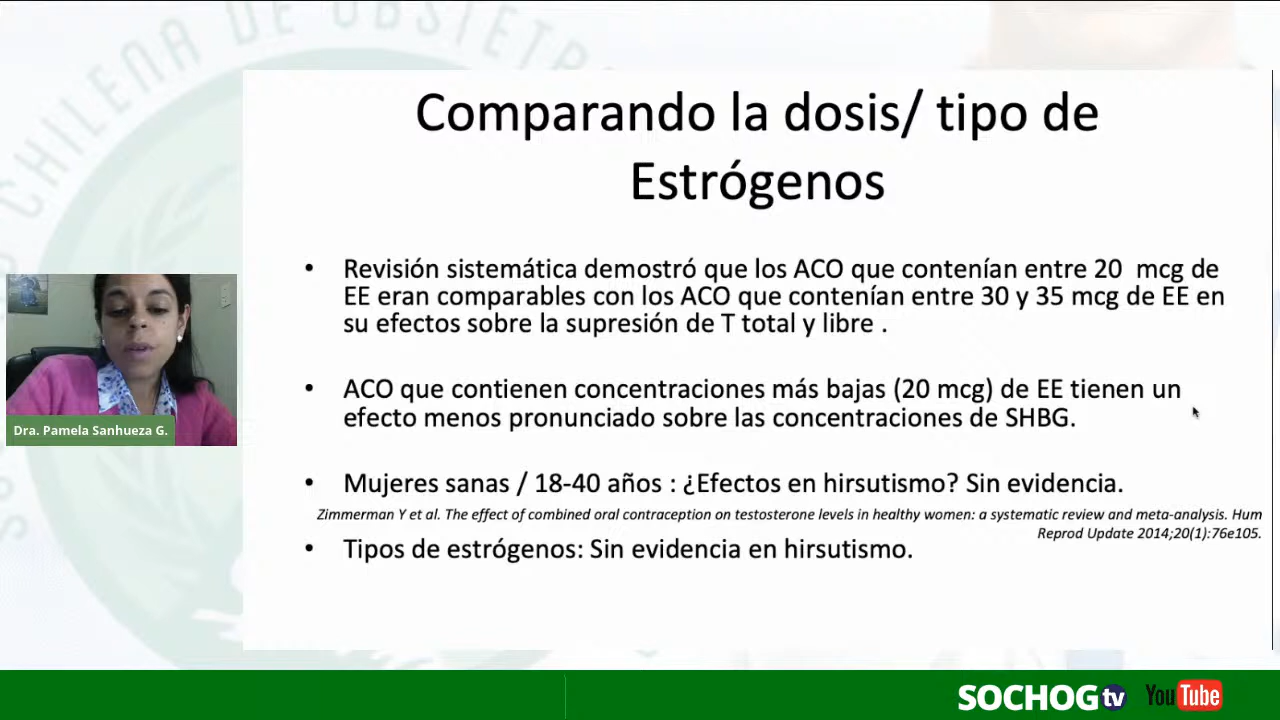 CHILENA DE OBSTETR
Comparando la dosis/ tipo de
Estrógenos
• Revisión sistemática demostró que los ACO que contenían entre 20 mcg de
EE eran comparables con los ACO que contenían entre 30 y 35 mcg de EE en
su efectos sobre la supresión de T total y libre .
• ACO que contienen concentraciones más bajas (20 mcg) de EE tienen un
efecto menos pronunciado sobre las concentraciones de SHBG.
• Mujeres sanas / 18-40 años : ¿Efectos en hirsutismo? Sin evidencia.
Zimmerman Y et al. The effect of combined oral contraception on testosterone levels in healthy women: a systematic review and meta-analysis. Hum
Reprod Update 2014;20(1):76e105.
• Tipos de estrógenos: Sin evidencia en hirsutismo.
Dra. Pamela Sanhueza G.
SOCHOG tv YouTube